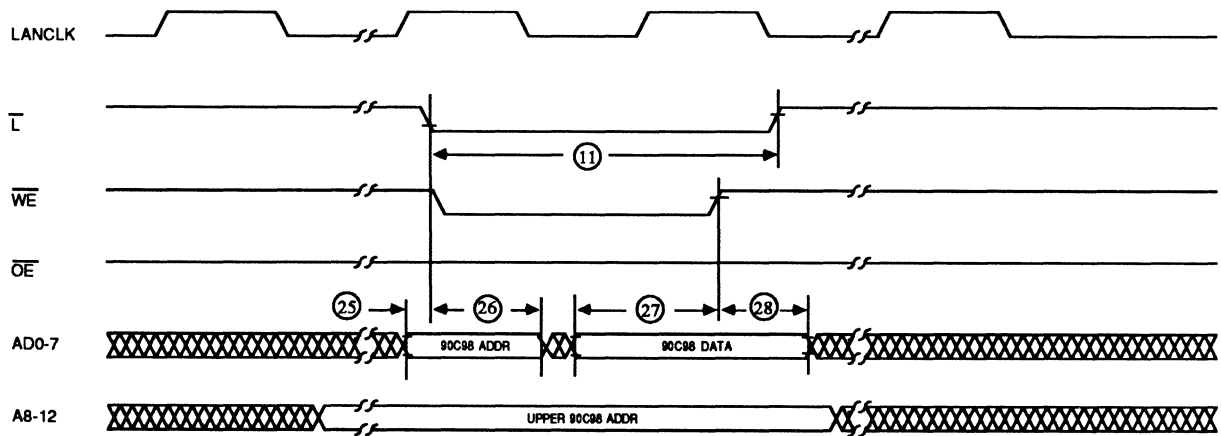 LANCLK
L
11
WE
OE
25 26 27 28
AD0-7 90C98 ADDR 90C98 DATA
A8-12 UPPER 90C98 ADDR